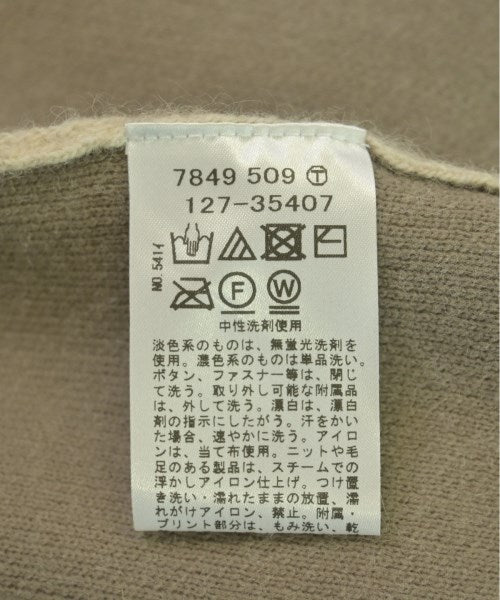 7849 509 Ⓣ
127-35407
NO.5414
F
W
中性洗剤使用
淡色系のものは、無蛍光洗剤を
使用。濃色系のものは単品洗い。
ボタン、ファスナー等は、閉じ
て洗う。取り外し可能な附属品
は、外して洗う。漂白は、漂白
剤の指示にしたがう。汗をかい
た場合、速やかに洗う。アイロ
ンは、当て布使用。ニットや毛
足のある製品は、スチームでの
浮かしアイロン仕上げ。つけ置
き洗い・濡れたままの放置、濡
れがけアイロン、禁止。附属・
プリント部分は、もみ洗い、乾